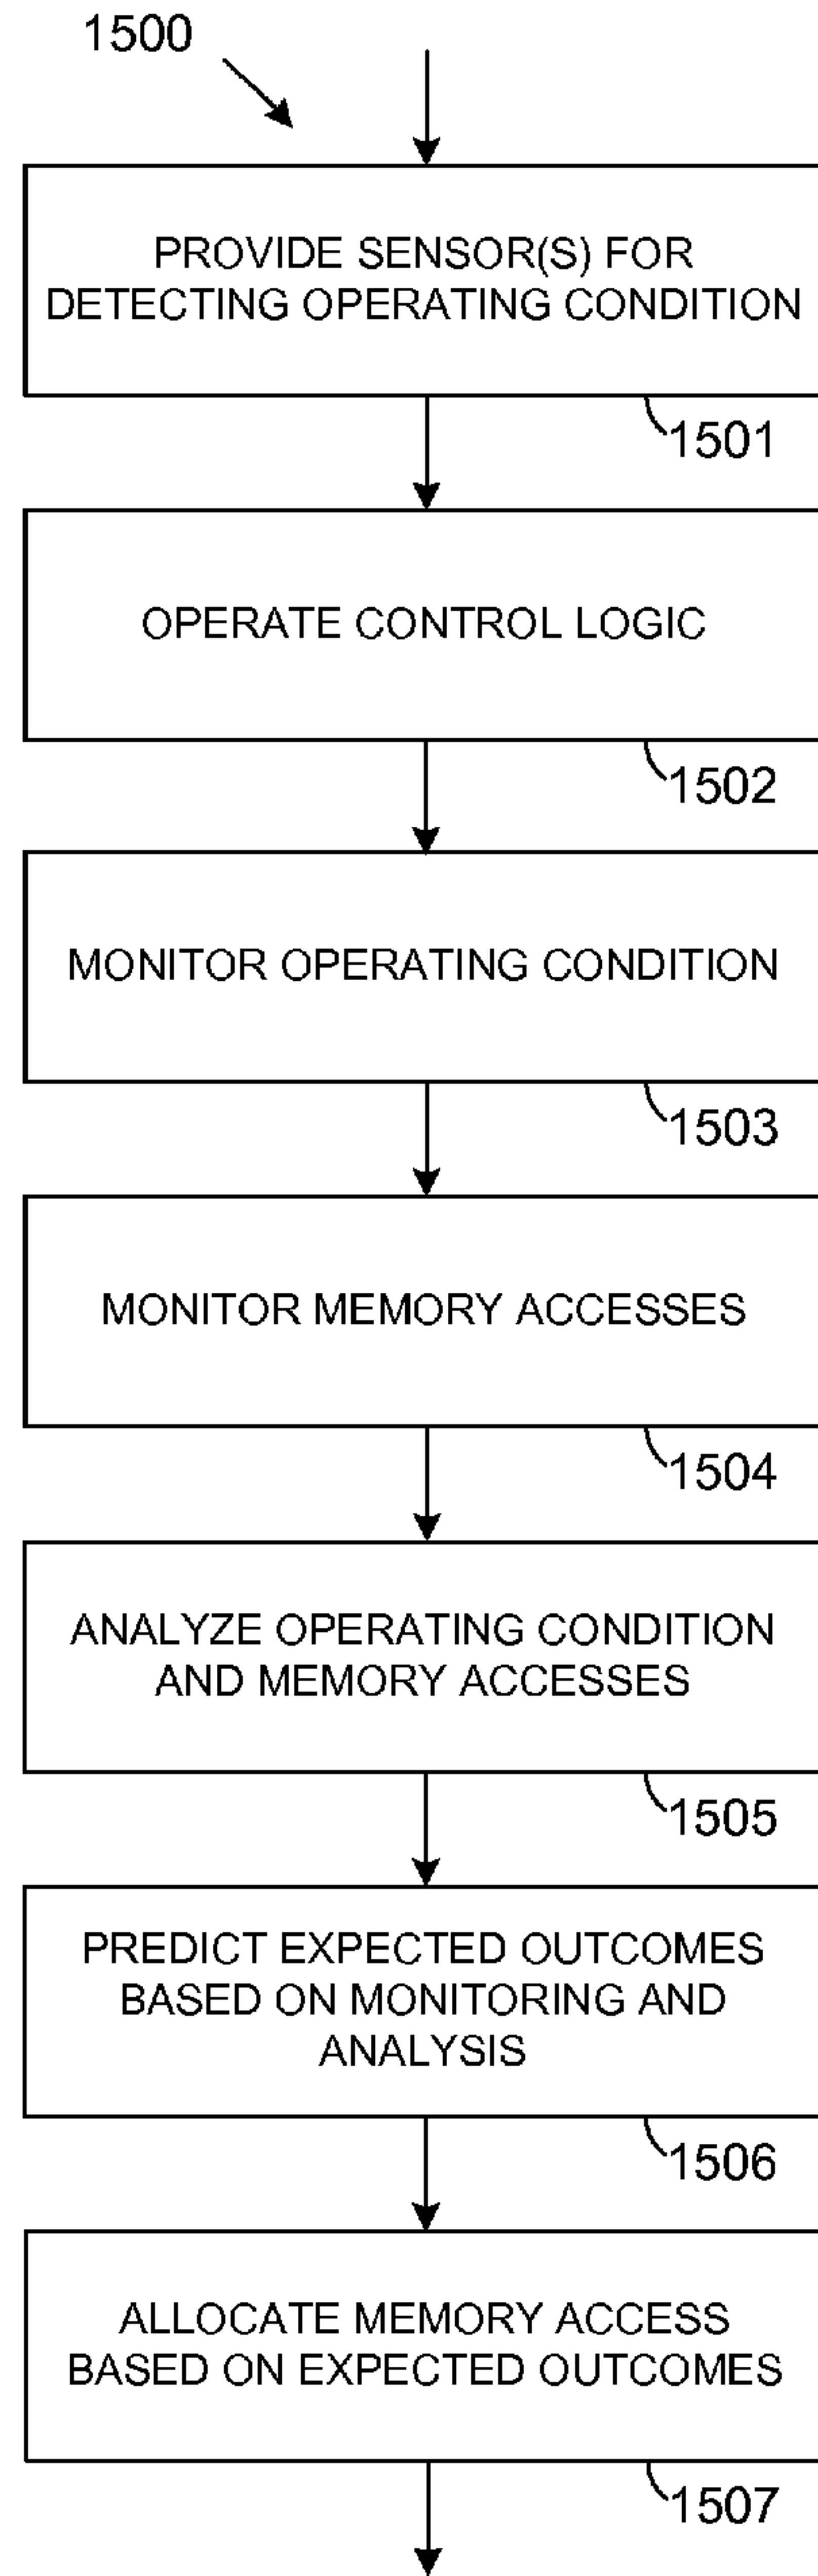 1500
PROVIDE SENSOR(S) FOR
DETECTING OPERATING CONDITION
1501
OPERATE CONTROL LOGIC
1502
MONITOR OPERATING CONDITION
1503
MONITOR MEMORY ACCESSES
1504
ANALYZE OPERATING CONDITION
AND MEMORY ACCESSES
1505
PREDICT EXPECTED OUTCOMES
BASED ON MONITORING AND
ANALYSIS
1506
ALLOCATE MEMORY ACCESS
BASED ON EXPECTED OUTCOMES
1507